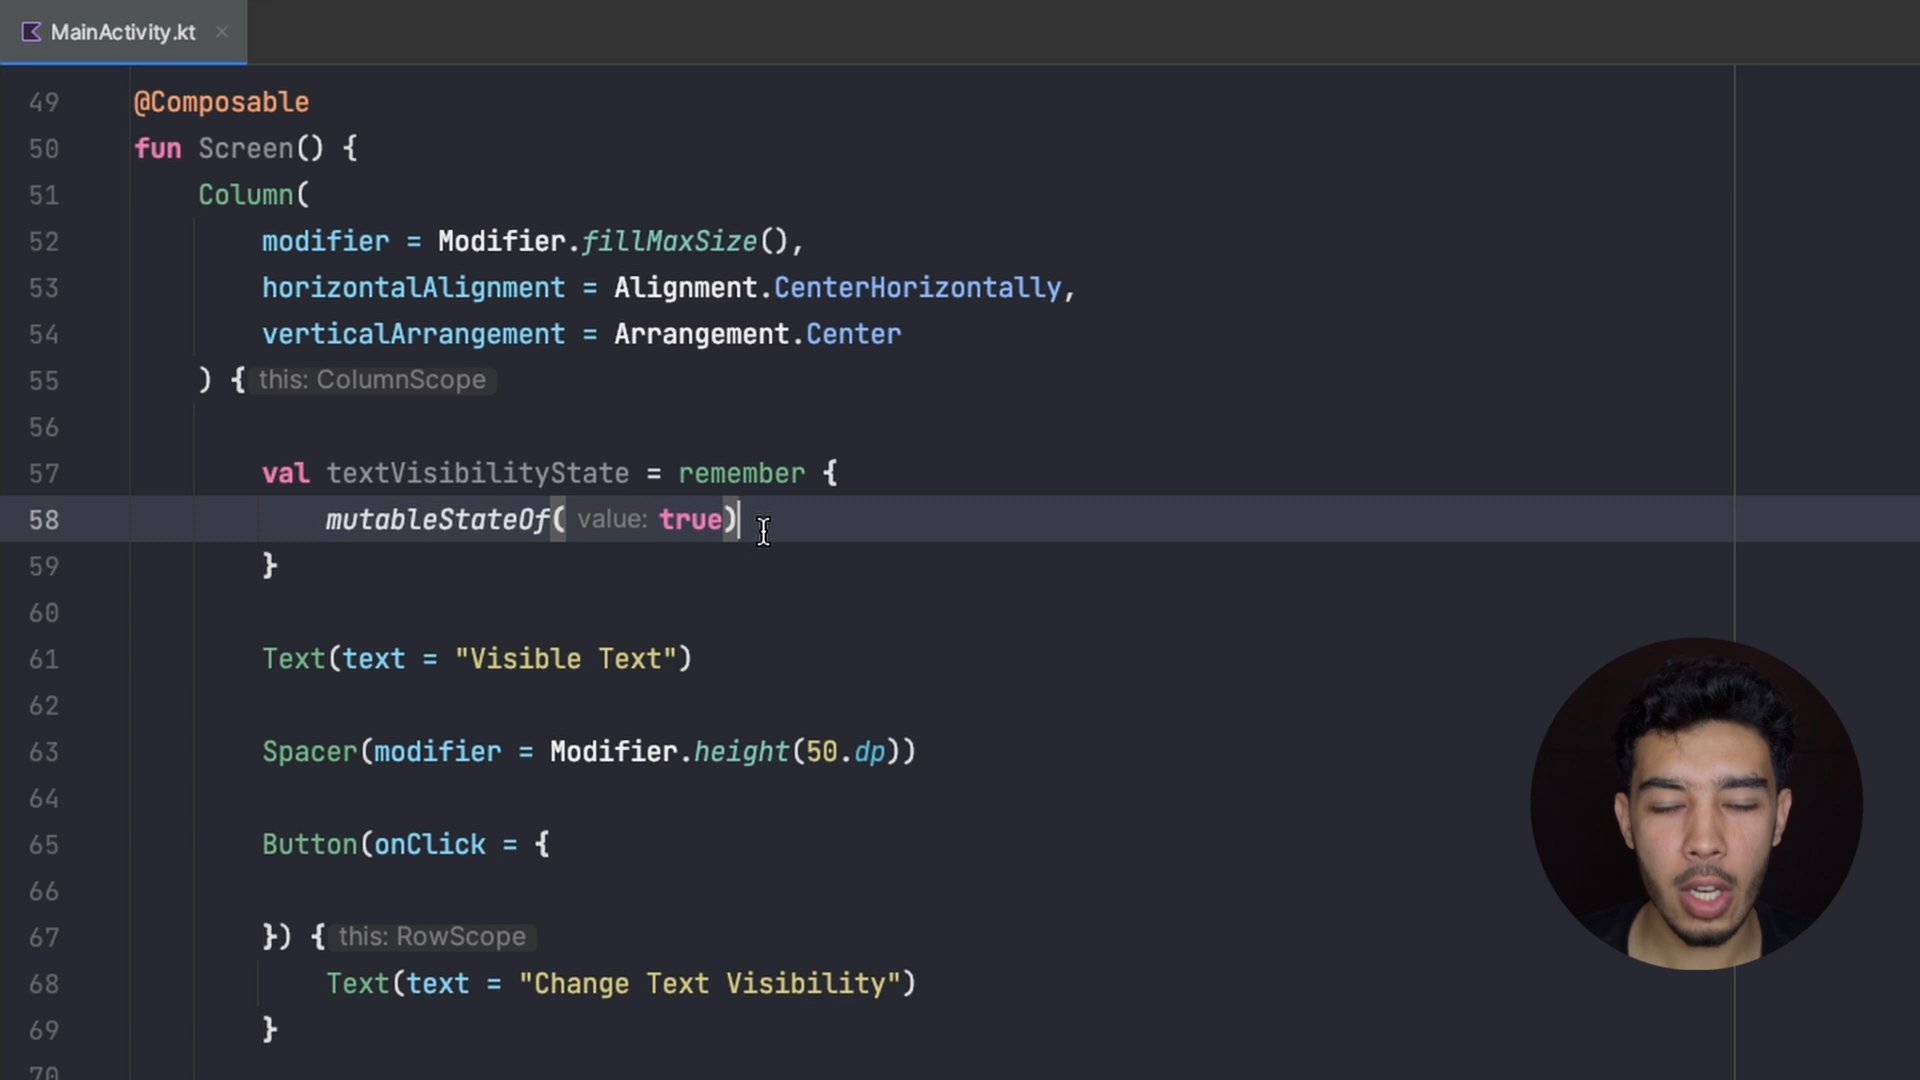 MainActivity.kt
49 @Composable
50 fun Screen() {
51 Column(
52 modifier = Modifier.fillMaxSize(),
53 horizontalAlignment = Alignment.CenterHorizontally,
54 verticalArrangement = Arrangement.Center
55 ) { this: ColumnScope
56
57 val textVisibilityState = remember {
58 mutableStateOf( value: true)
59 }
60
61 Text(text = "Visible Text")
62
63 Spacer(modifier = Modifier.height(50.dp))
64
65 Button(onClick = {
66
67 }) { this: RowScope
68 Text(text = "Change Text Visibility")
69 }
70